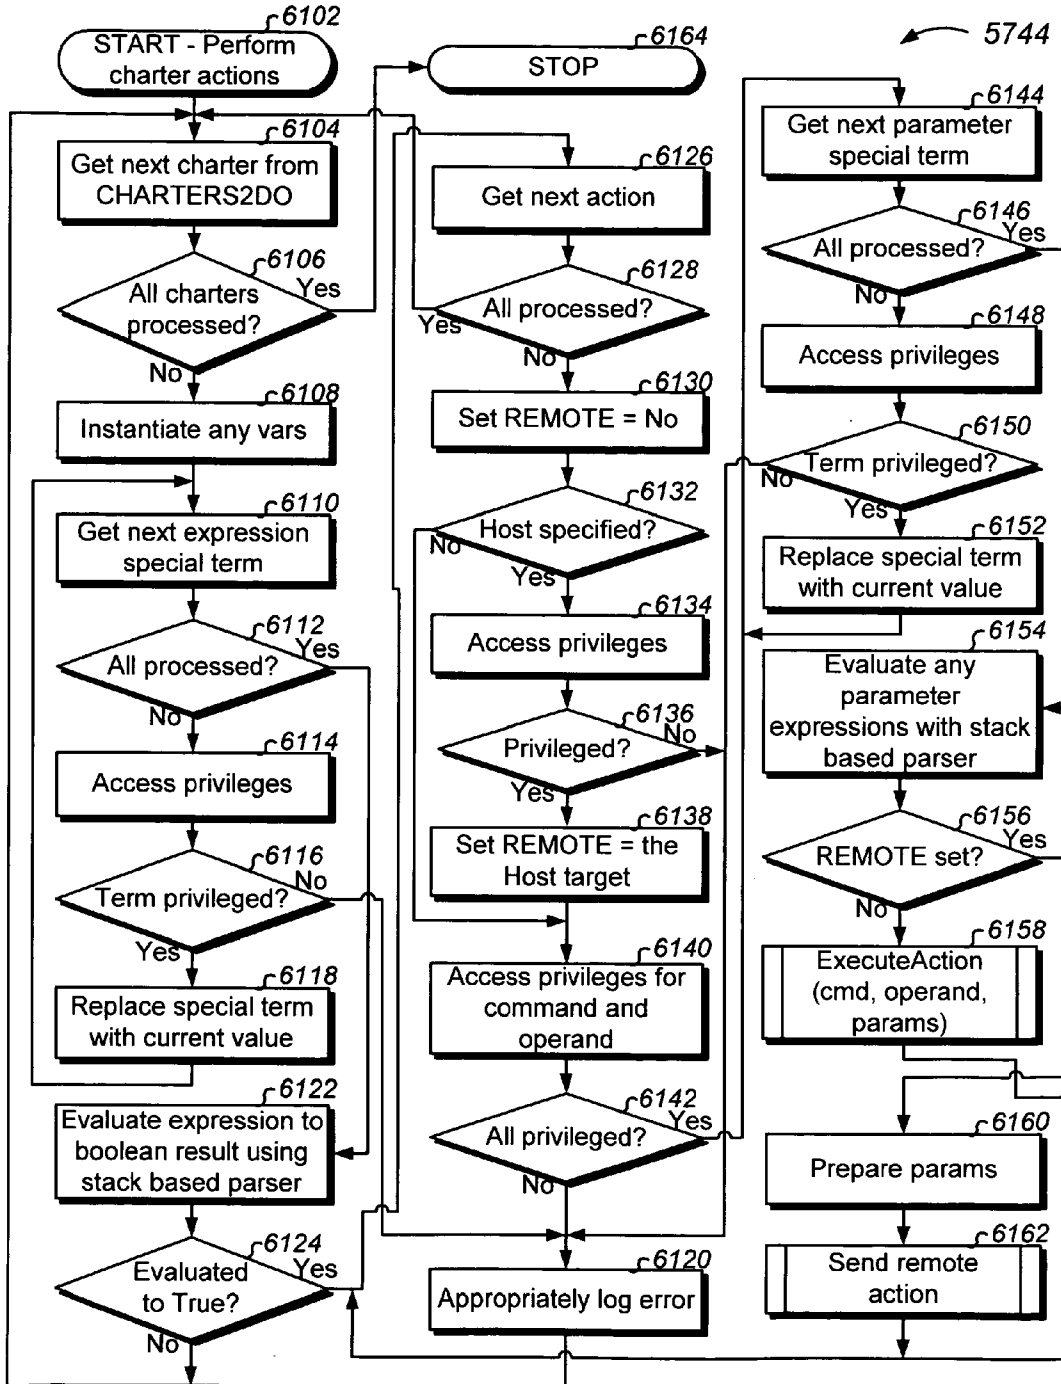 6102
START - Perform
charter actions
6104
Get next charter from
CHARTERS2DO
6106
All charters
processed?
Yes
No
6108
Instantiate any vars
6110
Get next expression
special term
6112
All processed?
Yes
No
6114
Access privileges
6116
Term privileged?
No
Yes
6118
Replace special term
with current value
6122
Evaluate expression to
boolean result using
stack based parser
6124
Evaluated
to True?
Yes
No
6164
STOP
6126
Get next action
6128
All processed?
Yes
No
6130
Set REMOTE = No
6132
Host specified?
No
Yes
6134
Access privileges
6136
Privileged?
No
Yes
6138
Set REMOTE = the
Host target
6140
Access privileges for
command and
operand
6142
All privileged?
Yes
No
6120
Appropriately log error
5744
6144
Get next parameter
special term
6146
All processed?
Yes
No
6148
Access privileges
6150
Term privileged?
No
Yes
6152
Replace special term
with current value
6154
Evaluate any
parameter
expressions with stack
based parser
6156
REMOTE set?
Yes
No
6158
ExecuteAction
(cmd, operand,
params)
6160
Prepare params
6162
Send remote
action